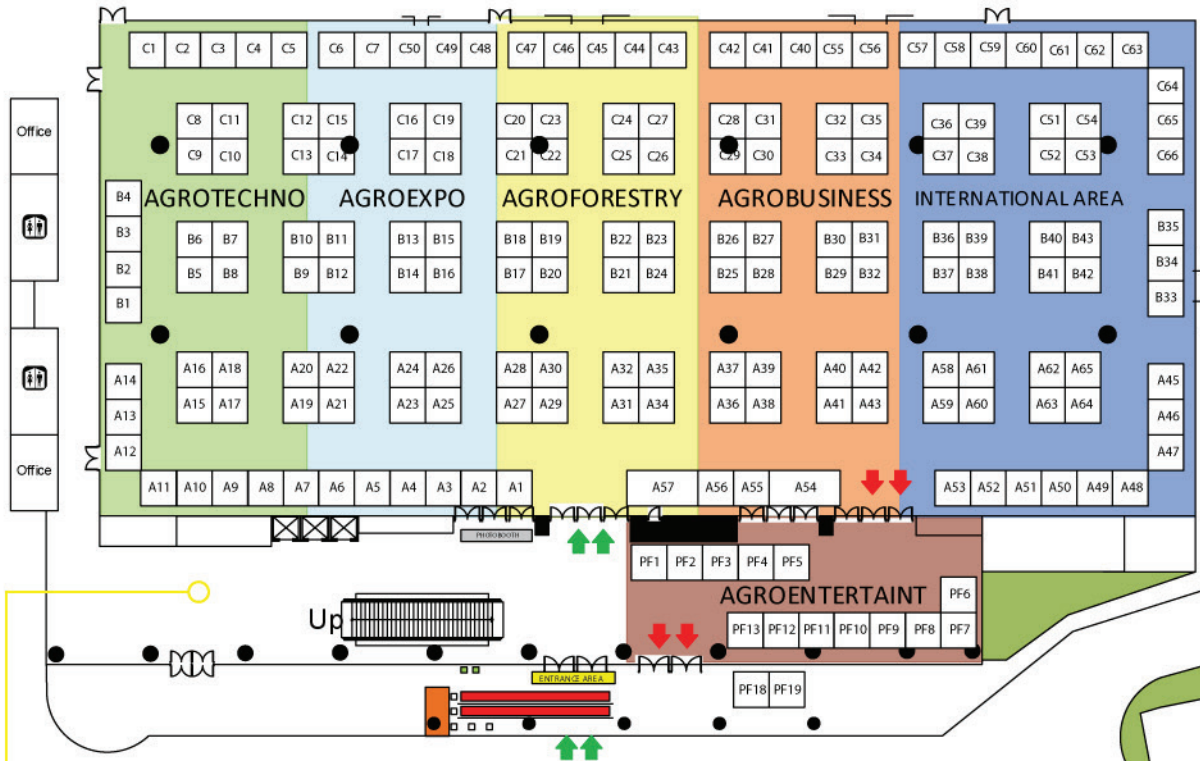 C1 C2 C3 C4 C5 C6 C7 C50 C49 C48 C47 C46 C45 C44 C43 C42 C41 C40 C55 C56 C57 C58 C59 C60 C61 C62 C63
C64
Office C8 C11 C12 C15 C16 C19 C20 C23 C24 C27 C28 C31 C32 C35 C36 C39 C51 C54 C65
C9 C10 C13 C14 C17 C18 C21 C22 C25 C26 C29 C30 C33 C34 C37 C38 C52 C53 C66
B4 AGROTECHNO AGROEXPO AGROFORESTRY AGROBUSINESS INTERNATIONAL AREA
B3 B6 B7 B10 B11 B13 B15 B18 B19 B22 B23 B26 B27 B30 B31 B36 B39 B40 B43 B35
B2 B5 B8 B9 B12 B14 B16 B17 B20 B21 B24 B25 B28 B29 B32 B37 B38 B41 B42 B34
B1 B33
A14 A16 A18 A20 A22 A24 A26 A28 A30 A32 A35 A37 A39 A40 A42 A58 A61 A62 A65 A45
A13 A15 A17 A19 A21 A23 A25 A27 A29 A31 A34 A36 A38 A41 A43 A59 A60 A63 A64 A46
A12 A47
Office A11 A10 A9 A8 A7 A6 A5 A4 A3 A2 A1 A57 A56 A55 A54 A53 A52 A51 A50 A49 A48
PHOTOBOOTH
PF1 PF2 PF3 PF4 PF5
AGROENTERTAINT PF6
Up PF13 PF12 PF11 PF10 PF9 PF8 PF7
ENTRANCE AREA
PF18 PF19